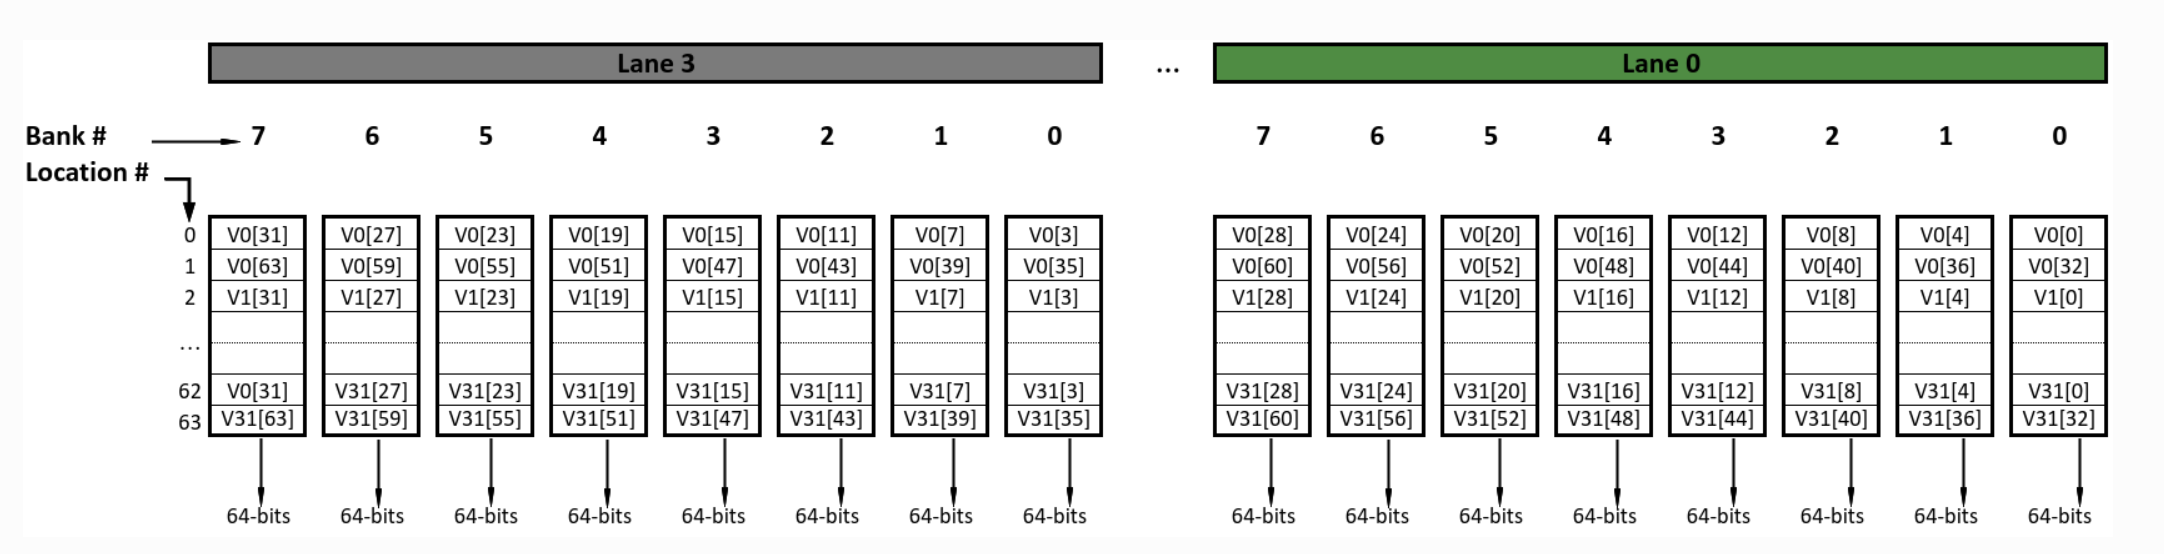 Lane 3 ... Lane 0
Bank # 7 6 5 4 3 2 1 0 7 6 5 4 3 2 1 0
Location #
0 V0[31] V0[27] V0[23] V0[19] V0[15] V0[11] V0[7] V0[3] V0[28] V0[24] V0[20] V0[16] V0[12] V0[8] V0[4] V0[0]
1 V0[63] V0[59] V0[55] V0[51] V0[47] V0[43] V0[39] V0[35] V0[60] V0[56] V0[52] V0[48] V0[44] V0[40] V0[36] V0[32]
2 V1[31] V1[27] V1[23] V1[19] V1[15] V1[11] V1[7] V1[3] V1[28] V1[24] V1[20] V1[16] V1[12] V1[8] V1[4] V1[0]
...
62 V0[31] V31[27] V31[23] V31[19] V31[15] V31[11] V31[7] V31[3] V31[28] V31[24] V31[20] V31[16] V31[12] V31[8] V31[4] V31[0]
63 V31[63] V31[59] V31[55] V31[51] V31[47] V31[43] V31[39] V31[35] V31[60] V31[56] V31[52] V31[48] V31[44] V31[40] V31[36] V31[32]
64-bits 64-bits 64-bits 64-bits 64-bits 64-bits 64-bits 64-bits 64-bits 64-bits 64-bits 64-bits 64-bits 64-bits 64-bits 64-bits